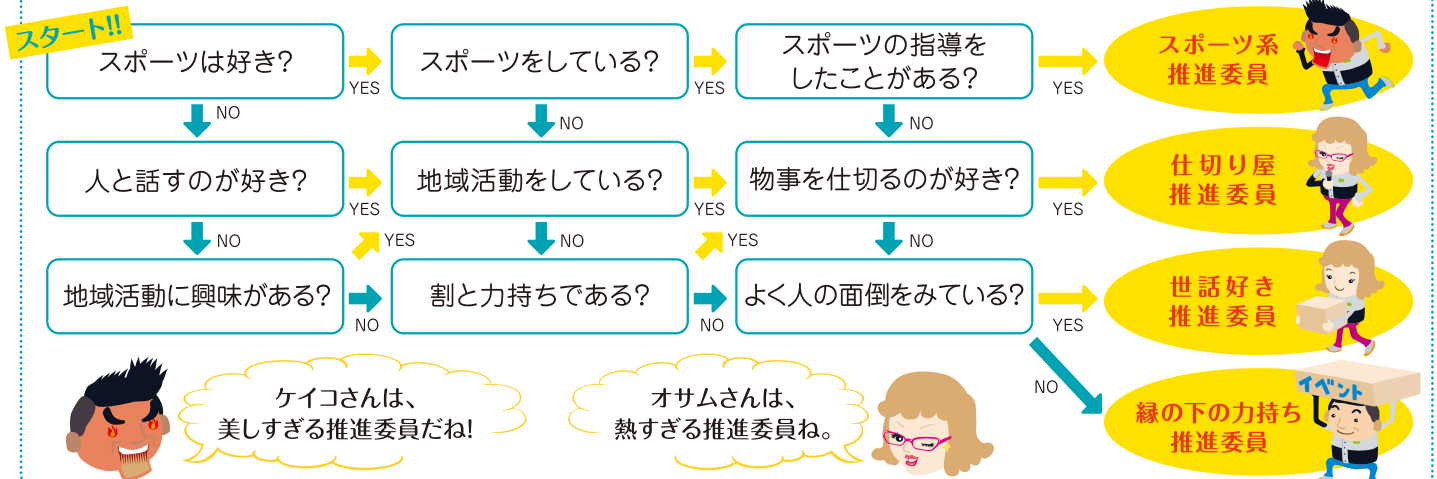 スタート!!
スポーツは好き?
YES
スポーツをしている?
YES
スポーツの指導を
したことがある?
YES
スポーツ系
推進委員
NO
NO
NO
人と話すのが好き?
YES
地域活動をしている?
YES
物事を仕切るのが好き?
YES
仕切り屋
推進委員
NO
YES
NO
YES
NO
地域活動に興味がある?
NO
割と力持ちである?
NO
よく人の面倒をみている?
YES
世話好き
推進委員
NO
ケイコさんは、
美しすぎる推進委員だね!
オサムさんは、
熱すぎる推進委員ね。
イベント
縁の下の力持ち
推進委員